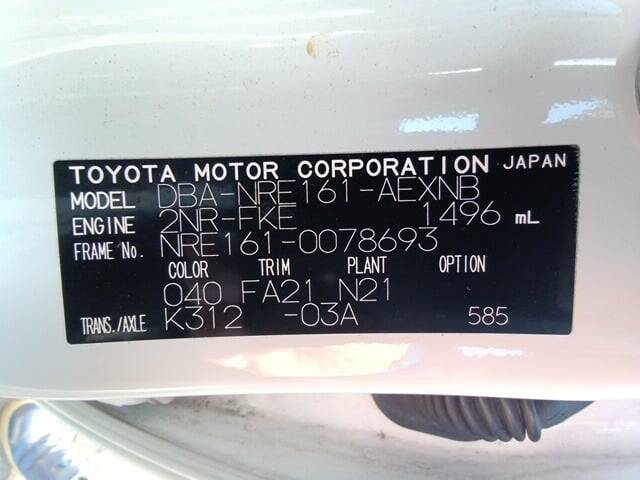 TOYOTA MOTOR CORPORATION JAPAN
MODEL DBA-NRE161-AEXNB
ENGINE 2NR-FKE 1496 mL
FRAME No. NRE161-0078693
COLOR TRIM PLANT OPTION
040 FA21 N21
TRANS./AXLE K312 -03A 585